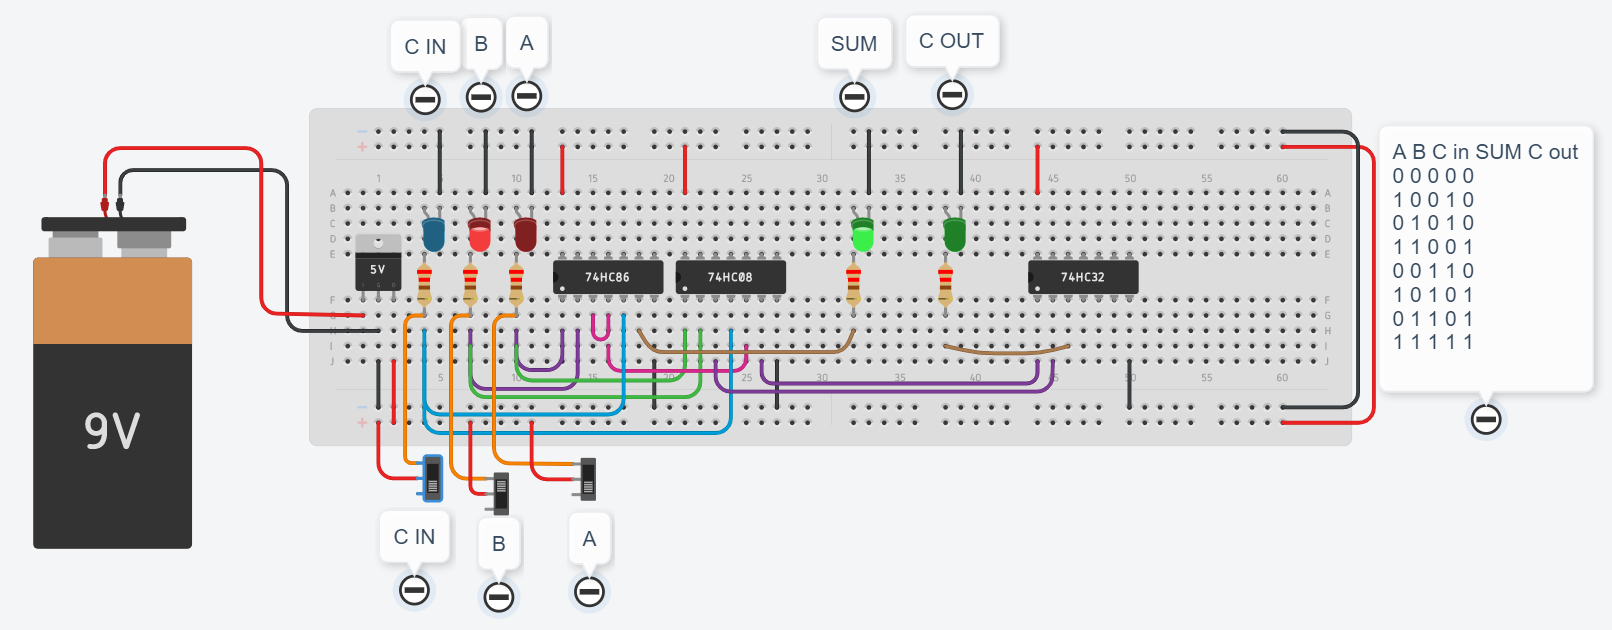 C IN
B
A
SUM
C OUT
1 5 10 15 20 25 30 35 40 45 50 55 60
A A
B B
C C
D D
E E
5V
74HC86
74HC08
74HC32
F F
G G
H H
I I
J J
5 10 20 25 30 35 40 45 50 55 60
9V
C IN
B
A
A B C in SUM C out
0 0 0 0 0
1 0 0 1 0
0 1 0 1 0
1 1 0 0 1
0 0 1 1 0
1 0 1 0 1
0 1 1 0 1
1 1 1 1 1